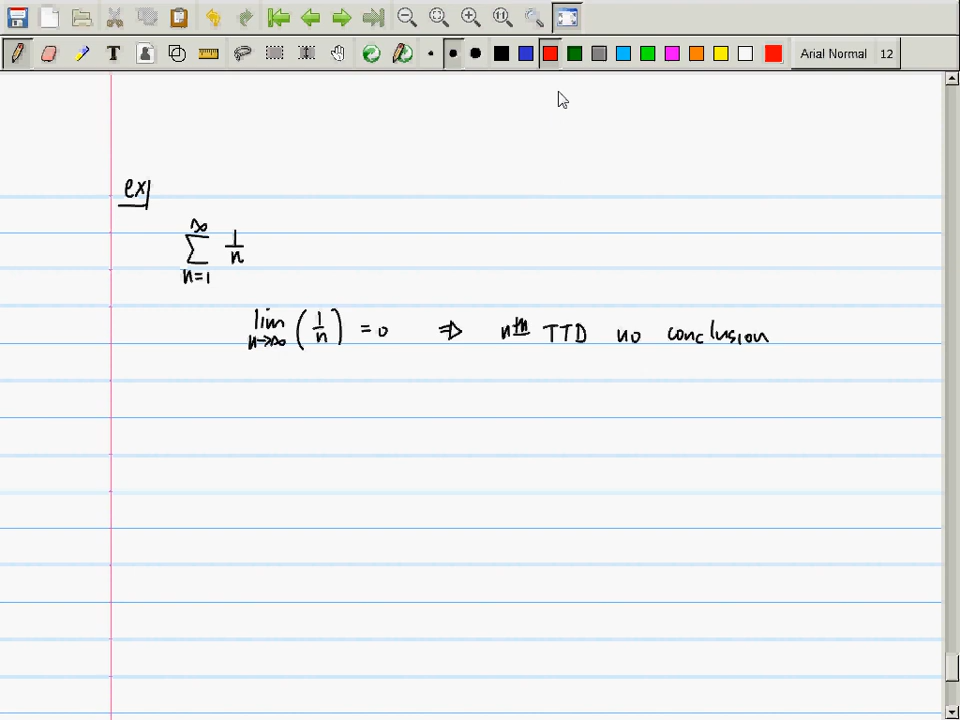 Arial Normal 12
ex
∞
∑ 1/n
n=1
lim (1/n) = 0 ⇒ nth TTD no conclusion
n→∞